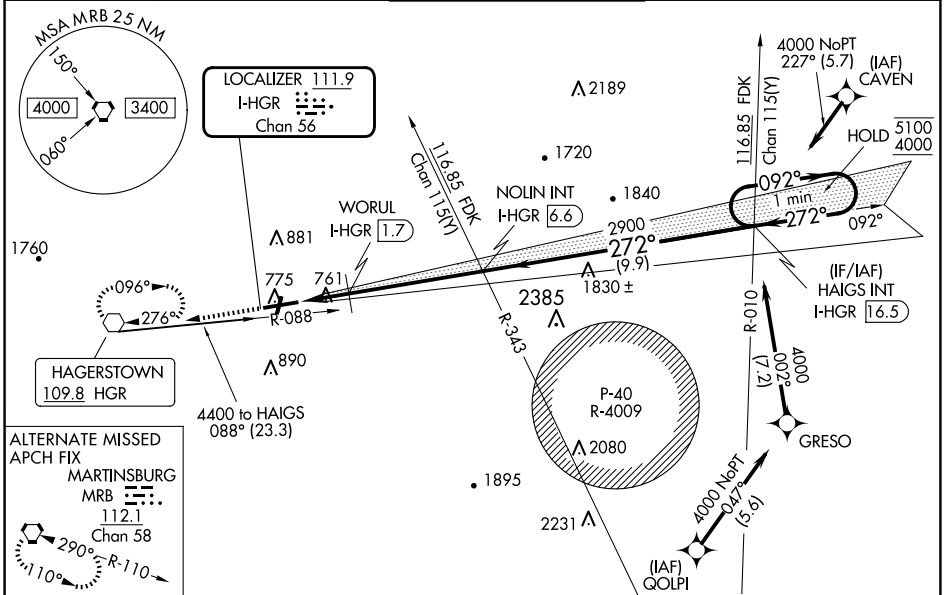 MSA MRB 25 NM
150°
4000
3400
060°
LOCALIZER 111.9
I-HGR
Chan 56
2189
1720
1840
116.85 FDK
Chan 115(Y)
116.85 FDK
Chan 115(Y)
4000 NoPT
227° (5.7)
(IAF)
CAVEN
HOLD
5100
4000
092°
1 min
272°
092°
NOLIN INT
I-HGR 6.6
WORUL
I-HGR 1.7
2900
272°
(9.9)
1830 ±
(IF/IAF)
HAIGS INT
I-HGR 16.5
1760
881
775
761
096°
276°
R-088
890
HAGERSTOWN
109.8 HGR
4400 to HAIGS
088° (23.3)
2385
R-343
R-010
P-40
R-4009
2080
1895
2231
4000
002°
(7.2)
GRESO
4000 NoPT
047°
(5.6)
(IAF)
QOLPI
ALTERNATE MISSED
APCH FIX
MARTINSBURG
MRB
112.1
Chan 58
290°
R-110
110°